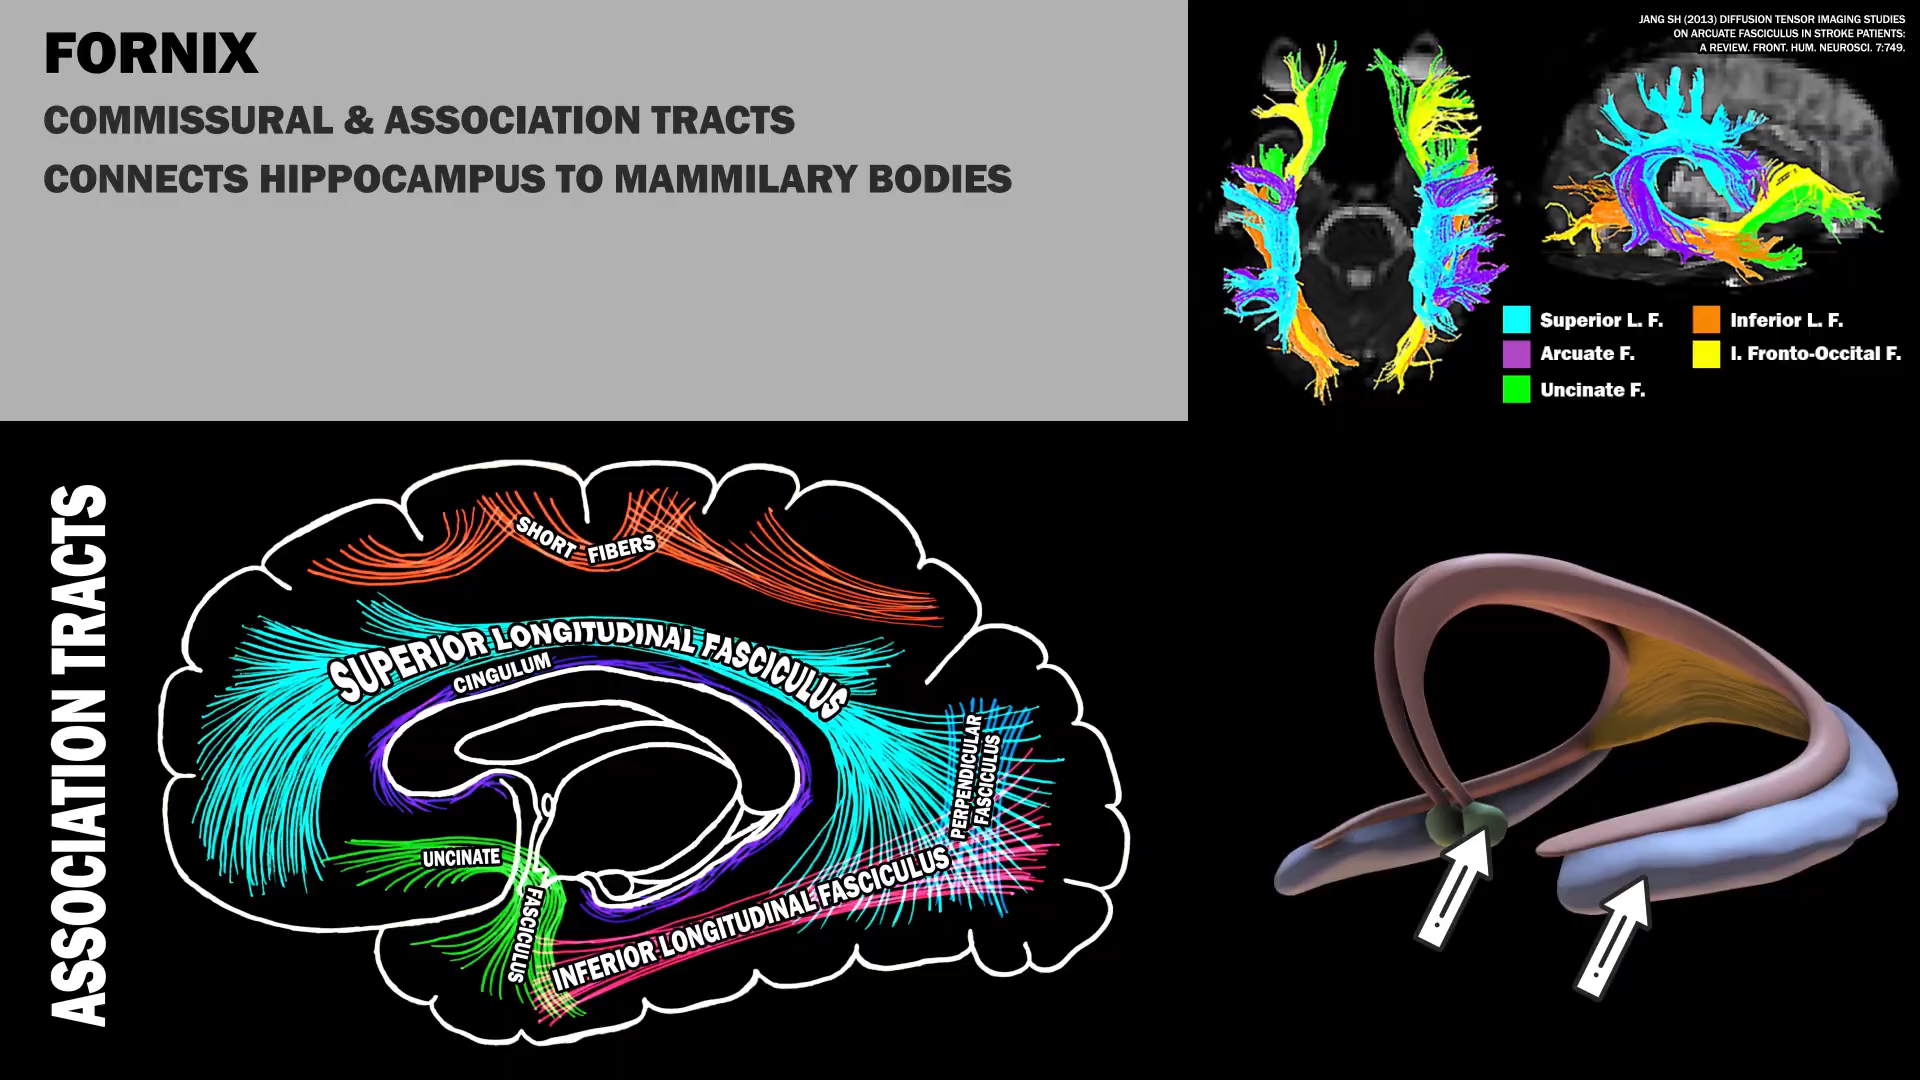 FORNIX
COMMISSURAL & ASSOCIATION TRACTS
CONNECTS HIPPOCAMPUS TO MAMMILARY BODIES
JANG SH (2013) DIFFUSION TENSOR IMAGING STUDIES
ON ARCUATE FASCICULUS IN STROKE PATIENTS:
A REVIEW. FRONT. HUM. NEUROSCI. 7:749.
Superior L. F.
Inferior L. F.
Arcuate F.
I. Fronto-Occital F.
Uncinate F.
ASSOCIATION TRACTS
SHORT FIBERS
SUPERIOR LONGITUDINAL FASCICULUS
CINGULUM
PERPENDICULAR
FASCICULUS
UNCINATE
FASCICULUS
INFERIOR LONGITUDINAL FASCICULUS